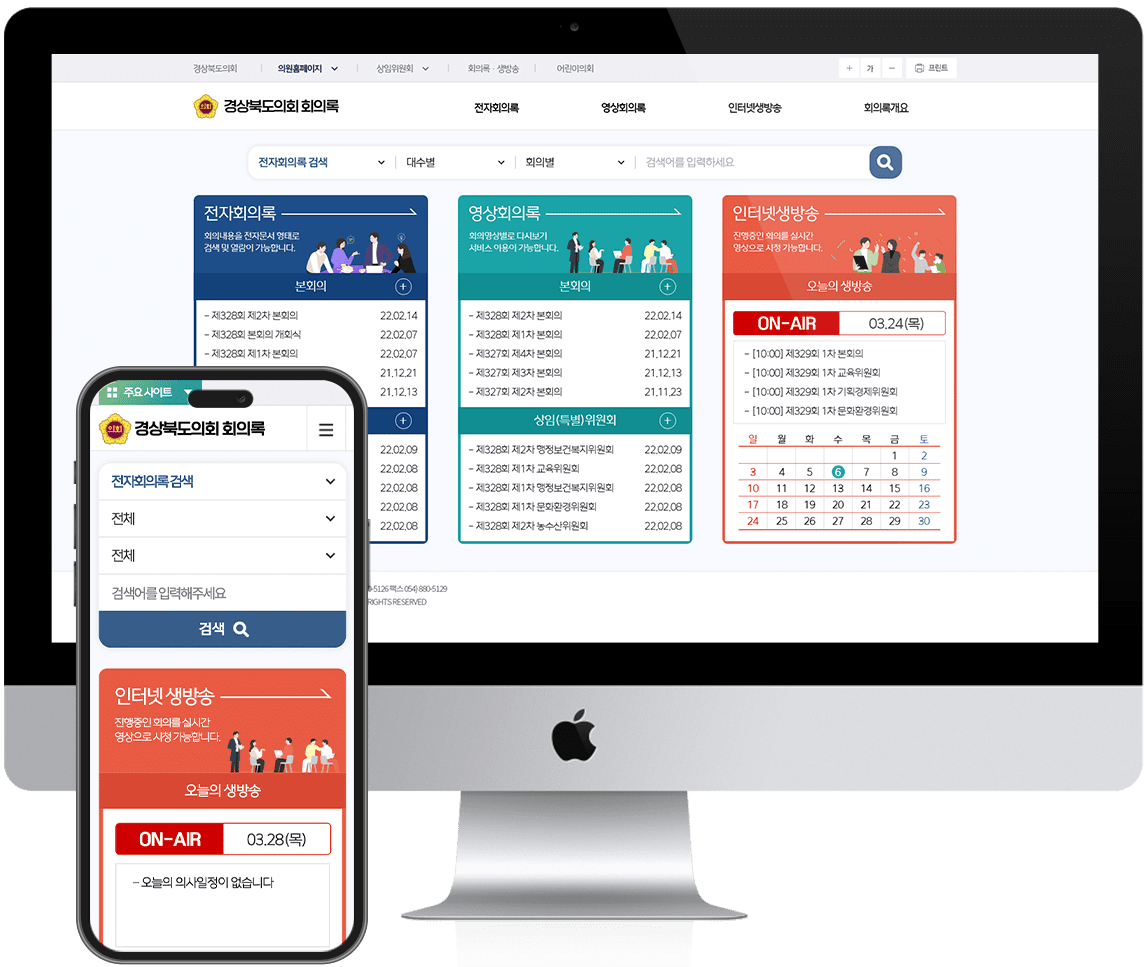 경상북도의회 의원홈페이지 상임위원회 회의록 · 생방송 어린이의회 + 가 - 프린트
경상북도의회 회의록 전자회의록 영상회의록 인터넷생방송 회의록개요
전자회의록 검색 대수별 회의별 검색어를 입력하세요
전자회의록
회의내용을 전자문서 형태로
검색 및 열람이 가능합니다.
본회의
- 제328회 제2차 본회의 22.02.14
- 제328회 본회의 개회식 22.02.07
- 제328회 제1차 본회의 22.02.07
21.12.21
21.12.13
22.02.09
22.02.08
22.02.08
22.02.08
22.02.08
영상회의록
회의영상별로 다시보기
서비스 이용이 가능합니다.
본회의
- 제328회 제2차 본회의 22.02.14
- 제328회 제1차 본회의 22.02.07
- 제327회 제4차 본회의 21.12.21
- 제327회 제3차 본회의 21.12.13
- 제327회 제2차 본회의 21.11.23
상임(특별)위원회
- 제328회 제2차 행정보건복지위원회 22.02.09
- 제328회 제1차 교육위원회 22.02.08
- 제328회 제1차 행정보건복지위원회 22.02.08
- 제328회 제1차 문화환경위원회 22.02.08
- 제328회 제2차 농수산위원회 22.02.08
인터넷생방송
진행중인 회의를 실시간
영상으로 시청 가능합니다.
오늘의 생방송
ON-AIR 03.24(목)
- [10:00] 제329회 1차 본회의
- [10:00] 제329회 1차 교육위원회
- [10:00] 제329회 1차 기획경제위원회
- [10:00] 제329회 1차 문화환경위원회
일 월 화 수 목 금 토
1 2
3 4 5 6 7 8 9
10 11 12 13 14 15 16
17 18 19 20 21 22 23
24 25 26 27 28 29 30
-5126 팩스 054) 880-5129
RIGHTS RESERVED
주요 사이트
의회 경상북도의회 회의록
전자회의록 검색
전체
전체
검색어를 입력해주세요
검색
인터넷 생방송
진행중인 회의를 실시간
영상으로 시청 가능합니다.
오늘의 생방송
ON-AIR 03.28(목)
- 오늘의 의사일정이 없습니다